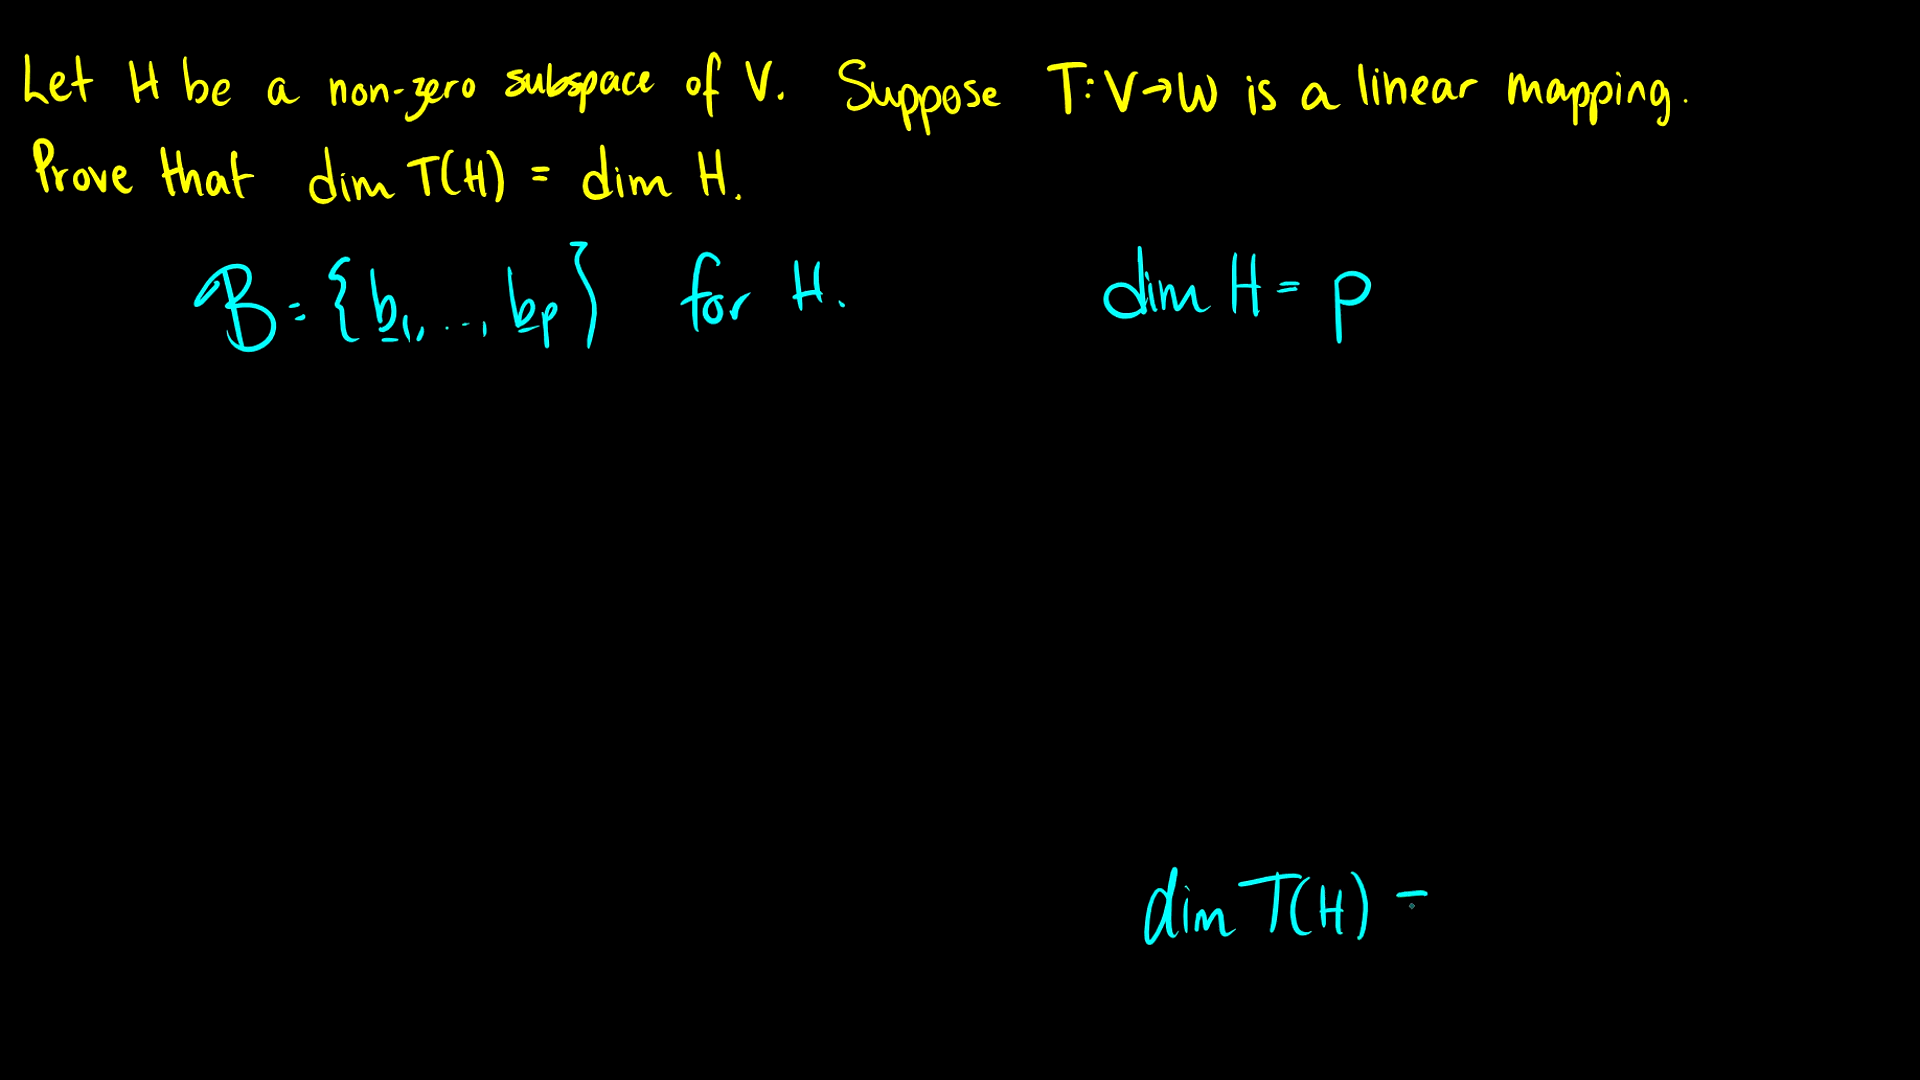 Let H be a non-zero subspace of V. Suppose T:V→W is a linear mapping.
Prove that dim T(H) = dim H.
B = {b₁, ..., bₚ} for H. dim H = p
dim T(H) =